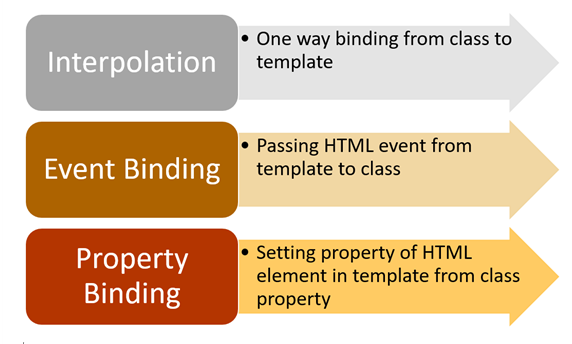 Interpolation
• One way binding from class to
template
Event Binding
• Passing HTML event from
template to class
Property
Binding
• Setting property of HTML
element in template from class
property